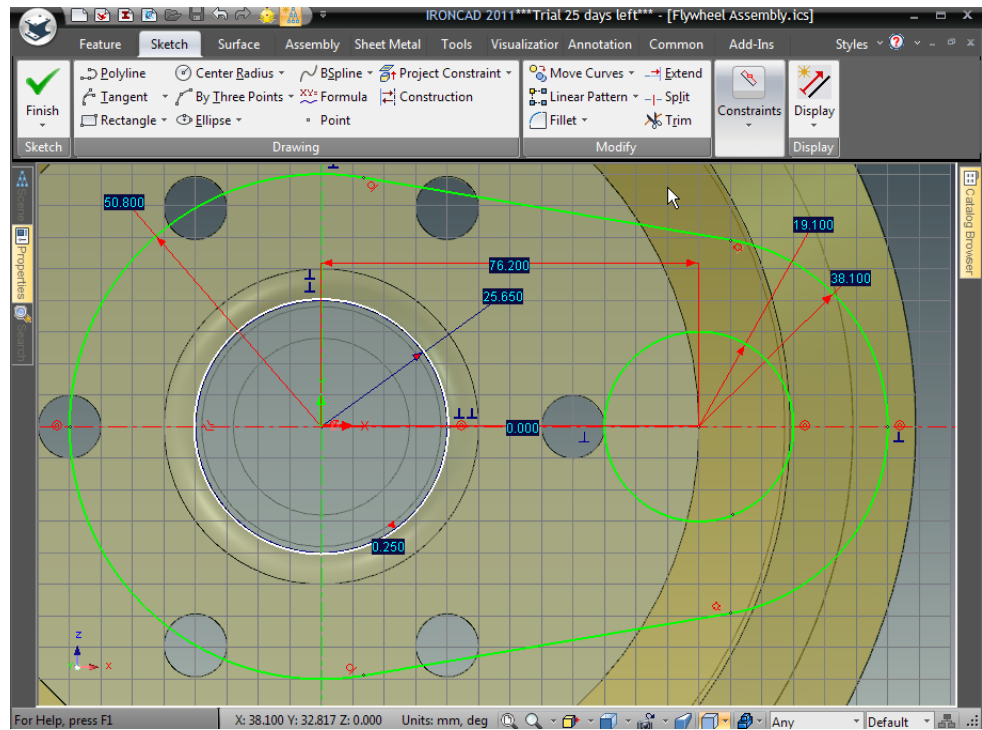 IRONCAD 2011***Trial 25 days left*** - [Flywheel Assembly.ics]
Feature Sketch Surface Assembly Sheet Metal Tools Visualizatior Annotation Common Add-Ins Styles
Polyline Center Radius BSpline Project Constraint Move Curves Extend
Tangent By Three Points XYZ= Formula Construction Linear Pattern Split
Rectangle Ellipse Point Fillet Trim
Finish Constraints Display
Sketch Drawing Modify Display
Scene
Properties
Search
Catalog Browser
50.800
19.100
76.200
38.100
25.650
X
0.000
0.250
Z
X
For Help, press F1 X: 38.100 Y: 32.817 Z: 0.000 Units: mm, deg Any Default